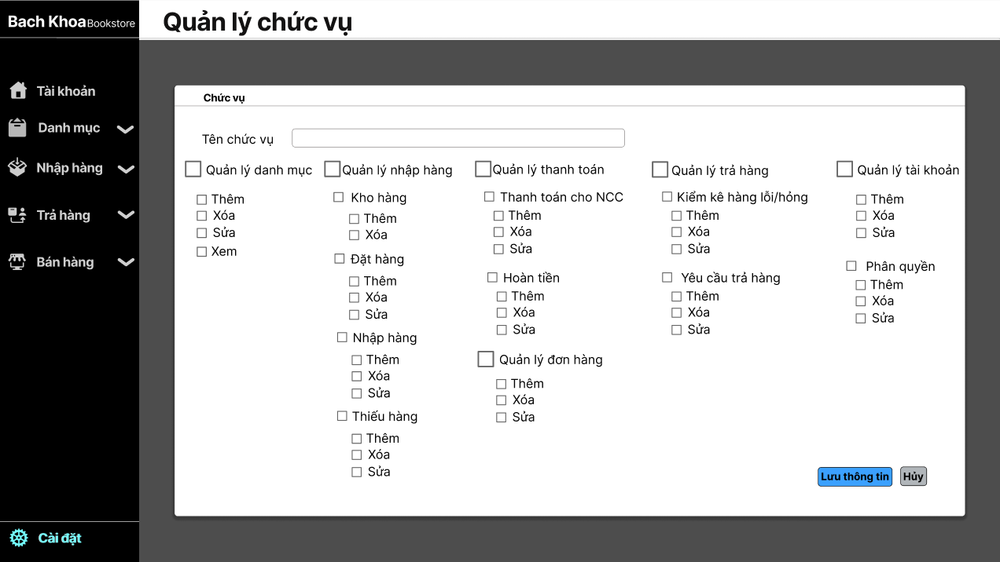 Bach Khoa Bookstore
Quản lý chức vụ
Tài khoản
Danh mục
Nhập hàng
Trả hàng
Bán hàng
Cài đặt
Chức vụ
Tên chức vụ
Quản lý danh mục
Thêm
Xóa
Sửa
Xem
Quản lý nhập hàng
Kho hàng
Thêm
Xóa
Đặt hàng
Thêm
Xóa
Sửa
Nhập hàng
Thêm
Xóa
Sửa
Thiếu hàng
Thêm
Xóa
Sửa
Quản lý thanh toán
Thanh toán cho NCC
Thêm
Xóa
Sửa
Hoàn tiền
Thêm
Xóa
Sửa
Quản lý đơn hàng
Thêm
Xóa
Sửa
Quản lý trả hàng
Kiểm kê hàng lỗi/hỏng
Thêm
Xóa
Sửa
Yêu cầu trả hàng
Thêm
Xóa
Sửa
Quản lý tài khoản
Thêm
Xóa
Sửa
Phân quyền
Thêm
Xóa
Sửa
Lưu thông tin
Hủy